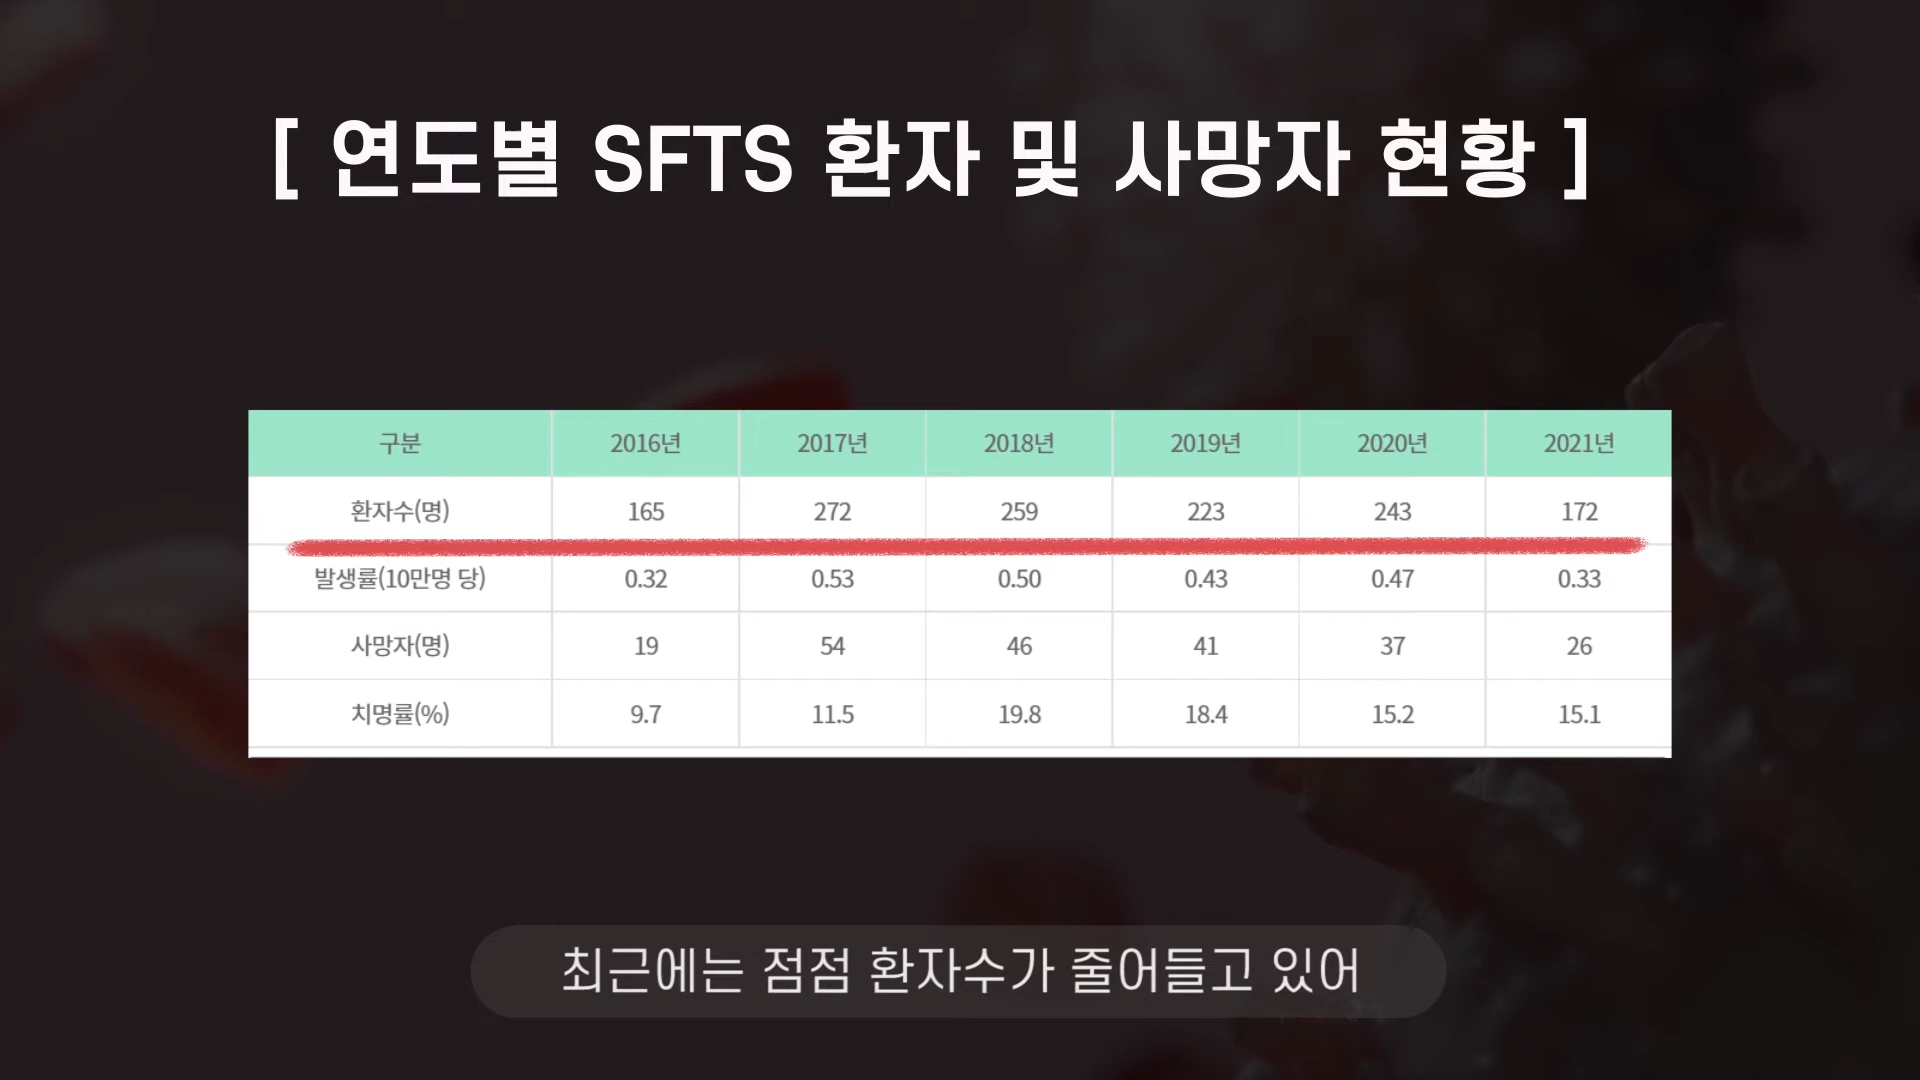 [ 연도별 SFTS 환자 및 사망자 현황 ]
구분 2016년 2017년 2018년 2019년 2020년 2021년
환자수(명) 165 272 259 223 243 172
발생률(10만명 당) 0.32 0.53 0.50 0.43 0.47 0.33
사망자(명) 19 54 46 41 37 26
치명률(%) 9.7 11.5 19.8 18.4 15.2 15.1
최근에는 점점 환자수가 줄어들고 있어